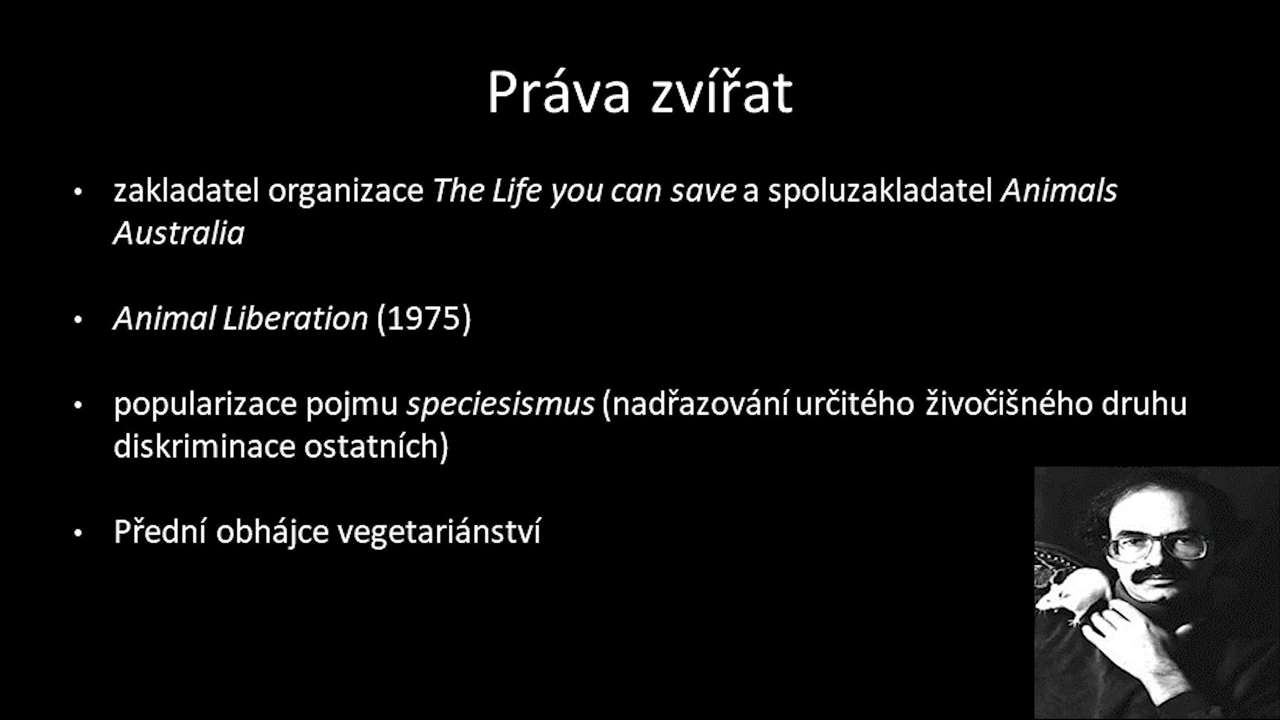 Práva zvířat
• zakladatel organizace The Life you can save a spoluzakladatel Animals
Australia
• Animal Liberation (1975)
• popularizace pojmu speciesismus (nadřazování určitého živočišného druhu
diskriminace ostatních)
• Přední obhájce vegetariánství